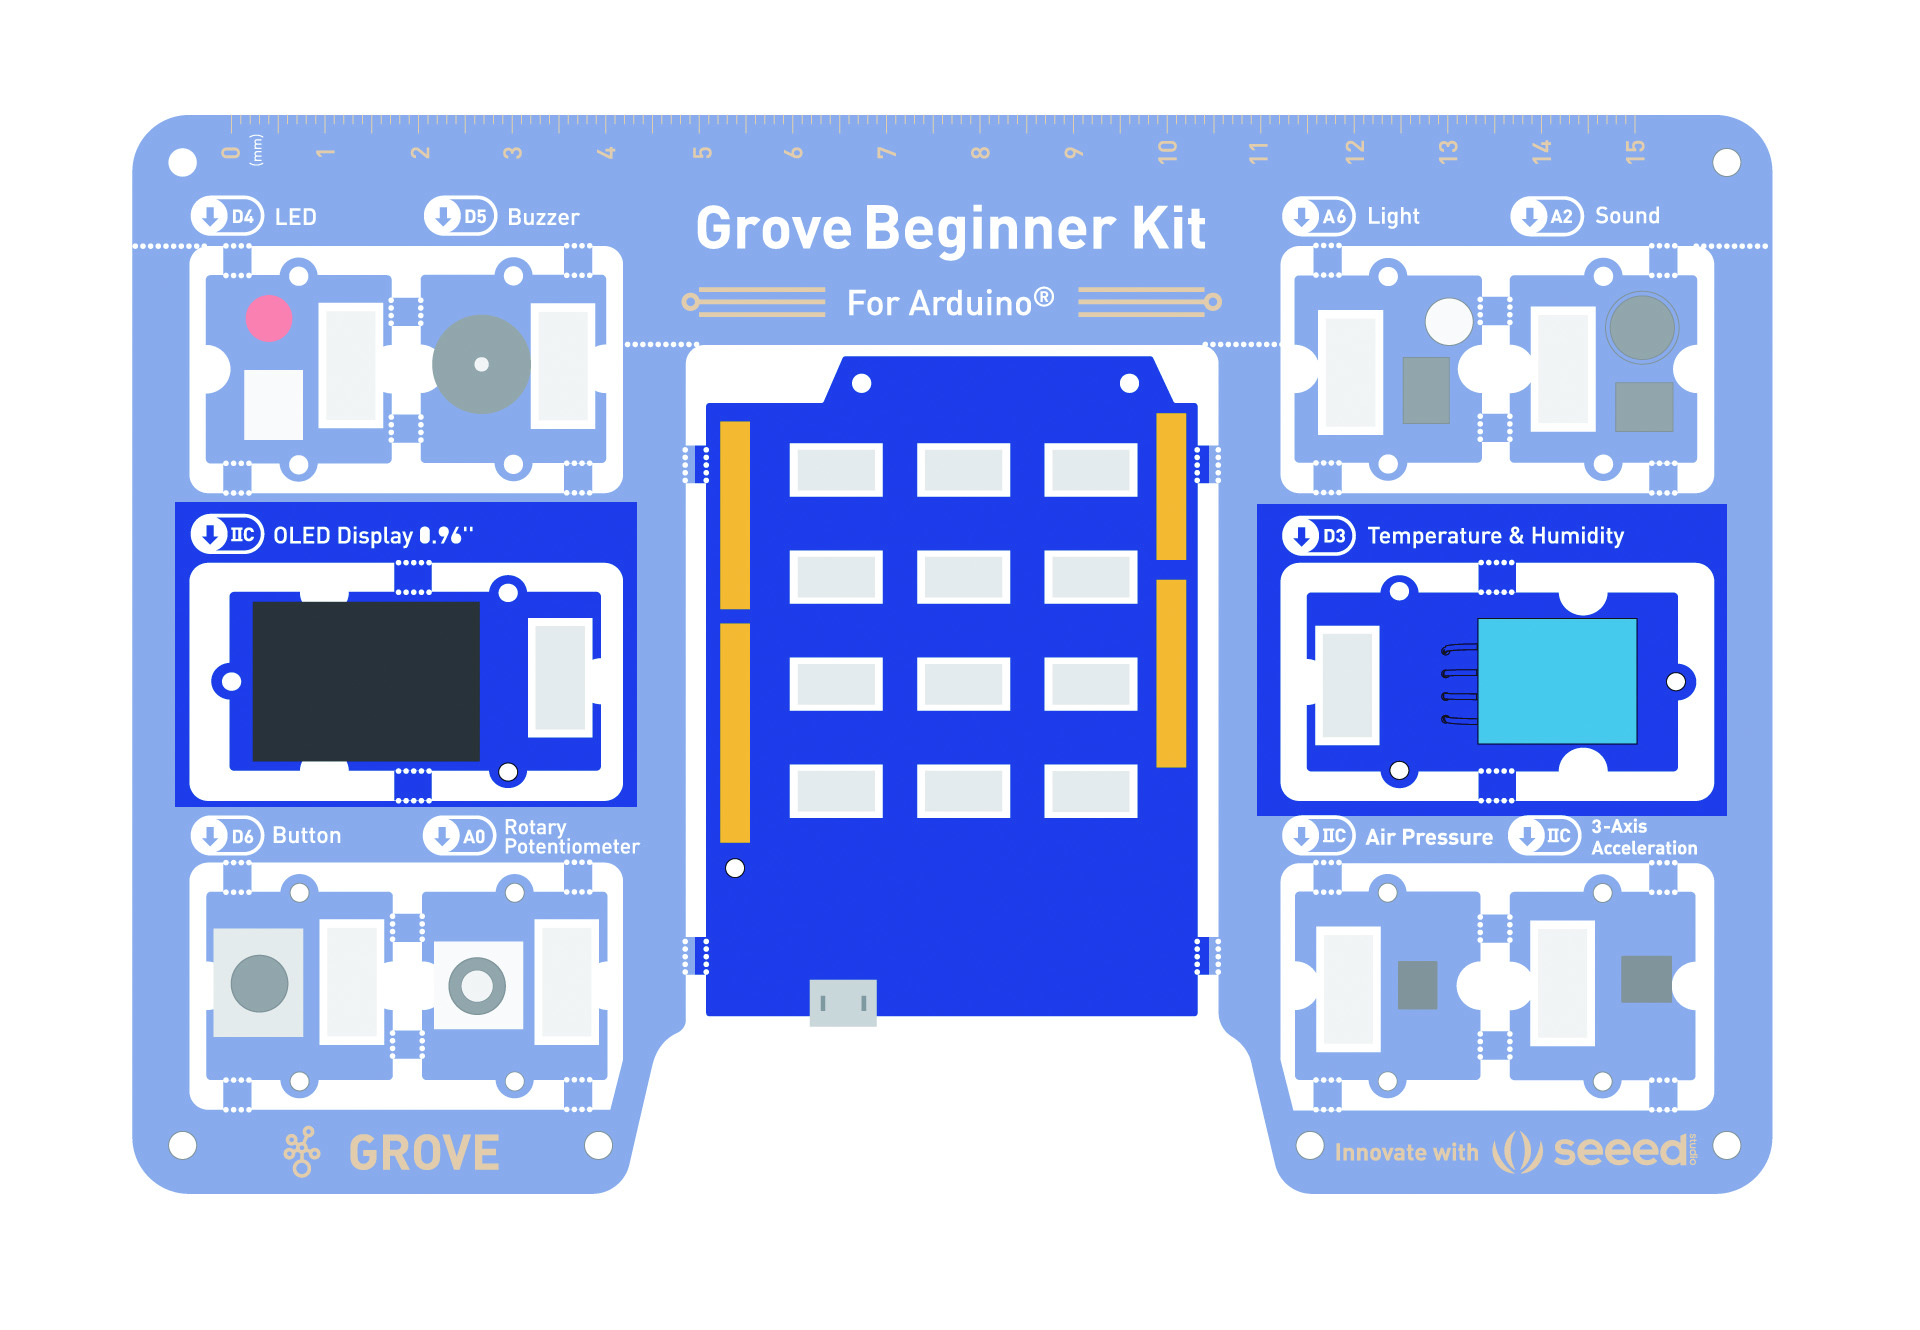 0 1 2 3 4 5 6 7 8 9 10 11 12 13 14 15
(mm)
D4 LED
D5 Buzzer
Grove Beginner Kit
For Arduino®
A6 Light
A2 Sound
IIC OLED Display 0.96''
D3 Temperature & Humidity
D6 Button
A0 Rotary
Potentiometer
IIC Air Pressure
IIC 3-Axis
Acceleration
GROVE
Innovate with seeed studio